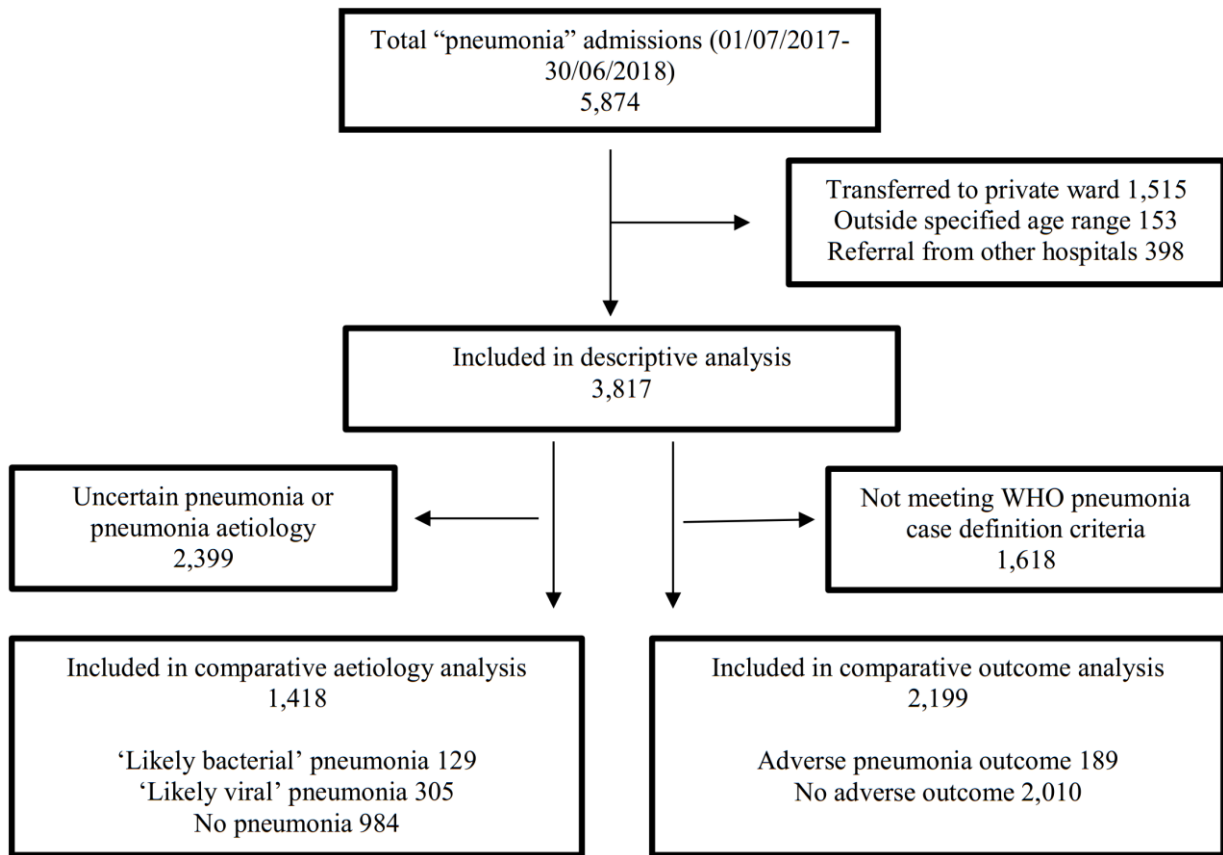 Total “pneumonia” admissions (01/07/2017-
30/06/2018)
5,874
Transferred to private ward 1,515
Outside specified age range 153
Referral from other hospitals 398
Included in descriptive analysis
3,817
Uncertain pneumonia or
pneumonia aetiology
2,399
Not meeting WHO pneumonia
case definition criteria
1,618
Included in comparative aetiology analysis
1,418
‘Likely bacterial’ pneumonia 129
‘Likely viral’ pneumonia 305
No pneumonia 984
Included in comparative outcome analysis
2,199
Adverse pneumonia outcome 189
No adverse outcome 2,010